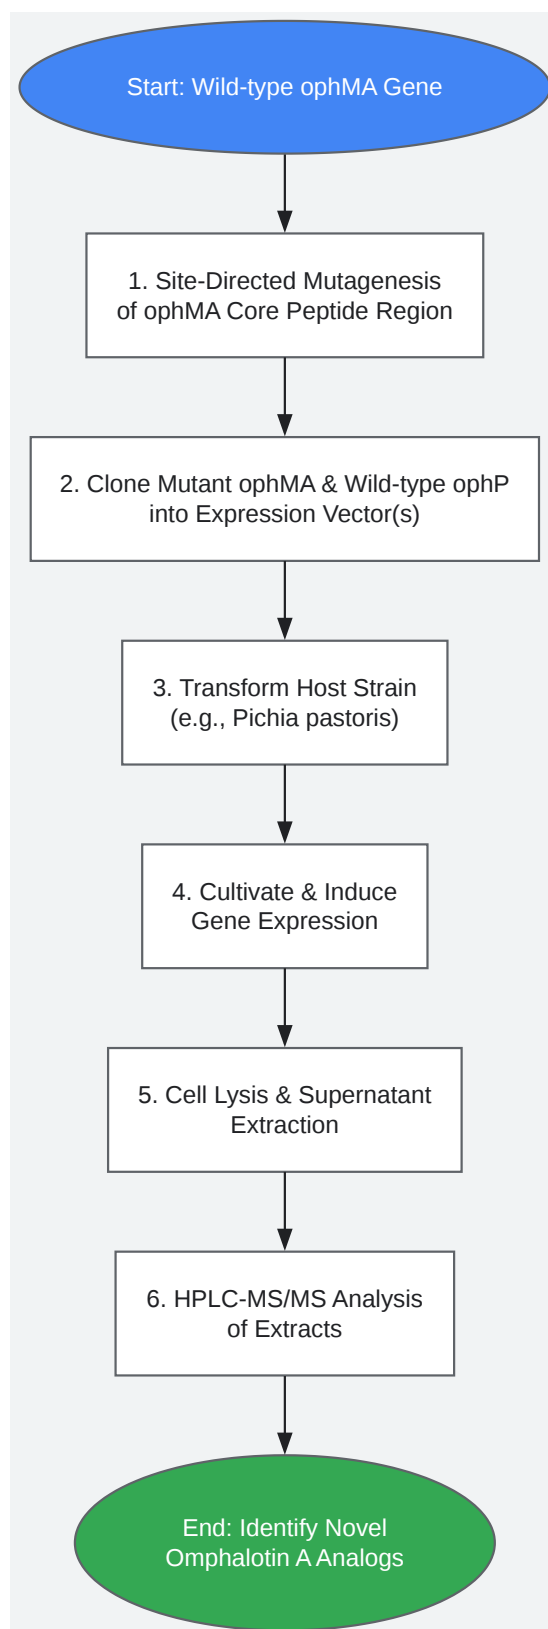 Start: Wild-type ophMA Gene
1. Site-Directed Mutagenesis
of ophMA Core Peptide Region
2. Clone Mutant ophMA & Wild-type ophP
into Expression Vector(s)
3. Transform Host Strain
(e.g., Pichia pastoris)
4. Cultivate & Induce
Gene Expression
5. Cell Lysis & Supernatant
Extraction
6. HPLC-MS/MS Analysis
of Extracts
End: Identify Novel
Omphalotin A Analogs